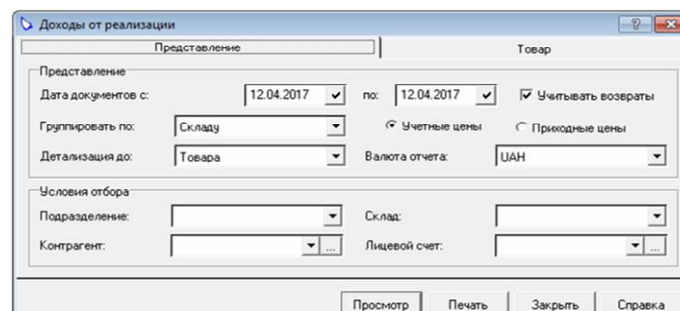 Доходы от реализации
Представление Товар
Представление
Дата документов с: 12.04.2017 по: 12.04.2017 Учитывать возвраты
Группировать по: Складу Учетные цены Приходные цены
Детализация до: Товара Валюта отчета: UAH
Условия отбора
Подразделение: Склад:
Контрагент: ... Лицевой счет: ...
Просмотр Печать Закрыть Справка